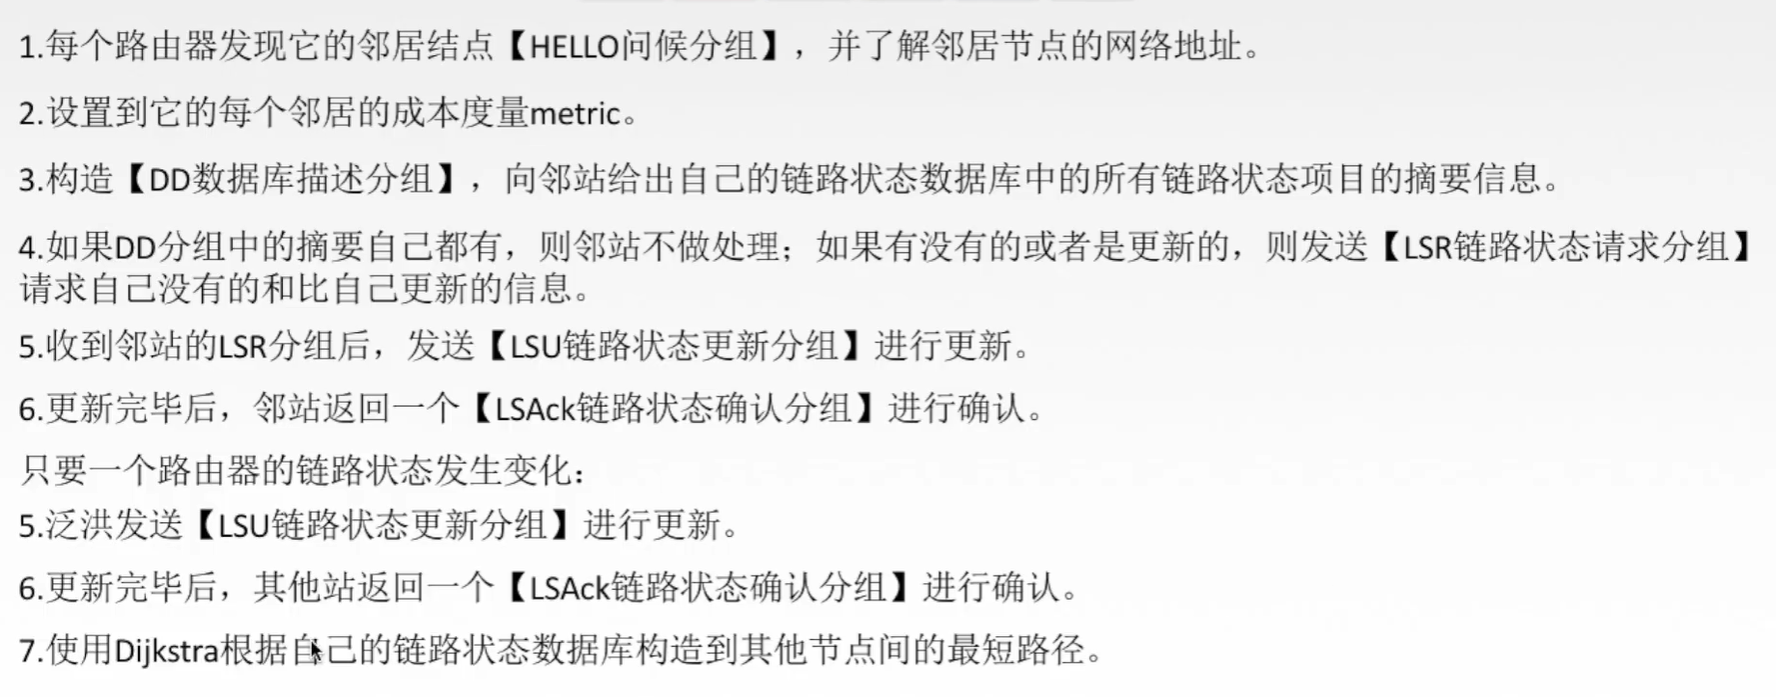 1.每个路由器发现它的邻居结点【HELLO问候分组】，并了解邻居节点的网络地址。
2.设置到它的每个邻居的成本度量metric。
3.构造【DD数据库描述分组】，向邻站给出自己的链路状态数据库中的所有链路状态项目的摘要信息。
4.如果DD分组中的摘要自己都有，则邻站不做处理；如果有没有的或者是更新的，则发送【LSR链路状态请求分组】
请求自己没有的和比自己更新的信息。
5.收到邻站的LSR分组后，发送【LSU链路状态更新分组】进行更新。
6.更新完毕后，邻站返回一个【LSAck链路状态确认分组】进行确认。
只要一个路由器的链路状态发生变化：
5.泛洪发送【LSU链路状态更新分组】进行更新。
6.更新完毕后，其他站返回一个【LSAck链路状态确认分组】进行确认。
7.使用Dijkstra根据自己的链路状态数据库构造到其他节点间的最短路径。